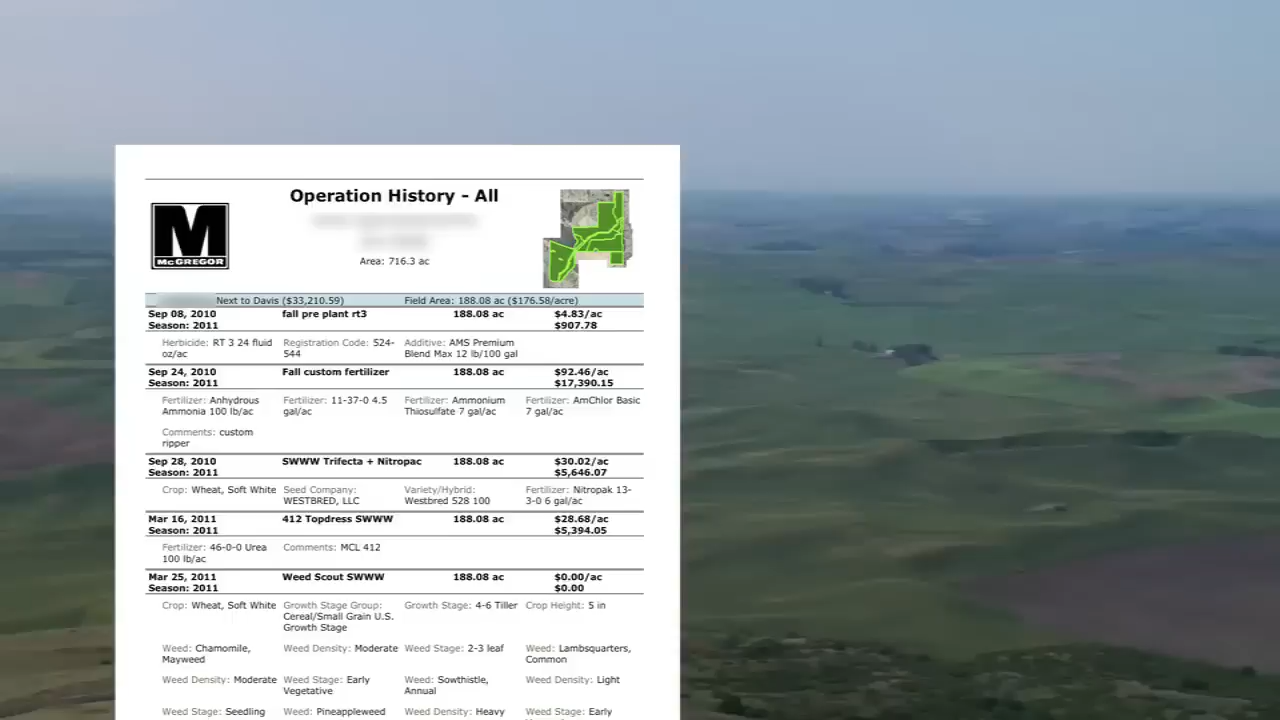 Operation History - All
M
McGREGOR
Area: 716.3 ac
Next to Davis ($33,210.59) Field Area: 188.08 ac ($176.58/acre)
Sep 08, 2010 fall pre plant rt3 188.08 ac $4.83/ac
Season: 2011 $907.78
Herbicide: RT 3 24 fluid Registration Code: 524- Additive: AMS Premium
oz/ac 544 Blend Max 12 lb/100 gal
Sep 24, 2010 Fall custom fertilizer 188.08 ac $92.46/ac
Season: 2011 $17,390.15
Fertilizer: Anhydrous Fertilizer: 11-37-0 4.5 Fertilizer: Ammonium Fertilizer: AmChlor Basic
Ammonia 100 lb/ac gal/ac Thiosulfate 7 gal/ac 7 gal/ac
Comments: custom
ripper
Sep 28, 2010 SWWW Trifecta + Nitropac 188.08 ac $30.02/ac
Season: 2011 $5,646.07
Crop: Wheat, Soft White Seed Company: Variety/Hybrid: Fertilizer: Nitropak 13-
WESTBRED, LLC Westbred 528 100 3-0 6 gal/ac
Mar 16, 2011 412 Topdress SWWW 188.08 ac $28.68/ac
Season: 2011 $5,394.05
Fertilizer: 46-0-0 Urea Comments: MCL 412
100 lb/ac
Mar 25, 2011 Weed Scout SWWW 188.08 ac $0.00/ac
Season: 2011 $0.00
Crop: Wheat, Soft White Growth Stage Group: Growth Stage: 4-6 Tiller Crop Height: 5 in
Cereal/Small Grain U.S.
Growth Stage
Weed: Chamomile, Weed Density: Moderate Weed Stage: 2-3 leaf Weed: Lambsquarters,
Mayweed Common
Weed Density: Moderate Weed Stage: Early Weed: Sowthistle, Weed Density: Light
Vegetative Annual
Weed Stage: Seedling Weed: Pineappleweed Weed Density: Heavy Weed Stage: Early